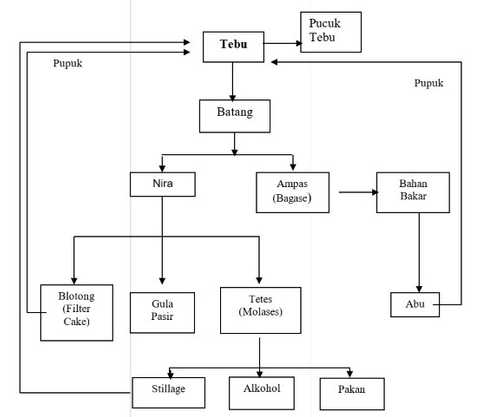 Pucuk
Tebu
Tebu
Pupuk
Pupuk
Batang
Nira
Ampas
(Bagase)
Bahan
Bakar
Blotong
(Filter
Cake)
Gula
Pasir
Tetes
(Molases)
Abu
Stillage
Alkohol
Pakan